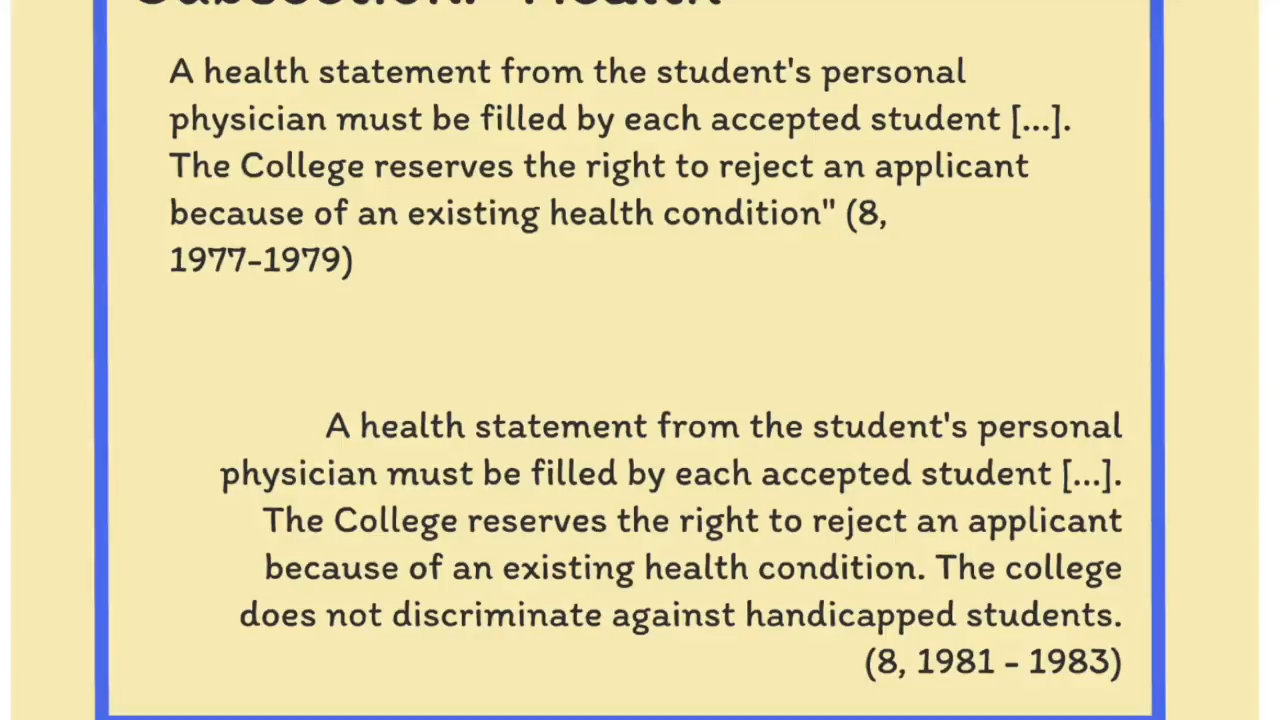 Subsection: "Health"
A health statement from the student's personal
physician must be filled by each accepted student [...].
The College reserves the right to reject an applicant
because of an existing health condition" (8,
1977-1979)
A health statement from the student's personal
physician must be filled by each accepted student [...].
The College reserves the right to reject an applicant
because of an existing health condition. The college
does not discriminate against handicapped students.
(8, 1981 - 1983)